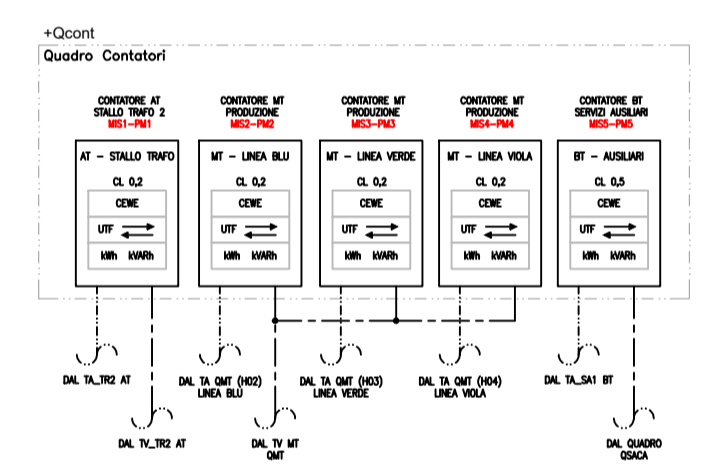 +Qcont
Quadro Contatori
CONTATORE AT
STALLO TRAFO 2
MIS1-PM1
CONTATORE MT
PRODUZIONE
MIS2-PM2
CONTATORE MT
PRODUZIONE
MIS3-PM3
CONTATORE MT
PRODUZIONE
MIS4-PM4
CONTATORE BT
SERVIZI AUSILIARI
MIS5-PM5
AT - STALLO TRAFO
CL 0,2
CEWE
UTF
kWh kVARh
MT - LINEA BLU
CL 0,2
CEWE
UTF
kWh kVARh
MT - LINEA VERDE
CL 0,2
CEWE
UTF
kWh kVARh
MT - LINEA VIOLA
CL 0,2
CEWE
UTF
kWh kVARh
BT - AUSILIARI
CL 0,5
CEWE
UTF
kWh kVARh
DAL TA_TR2 AT
DAL TV_TR2 AT
DAL TA QMT (H02)
LINEA BLU
DAL TV MT
QMT
DAL TA QMT (H03)
LINEA VERDE
DAL TA QMT (H04)
LINEA VIOLA
DAL TA_SA1 BT
DAL QUADRO
QSACA